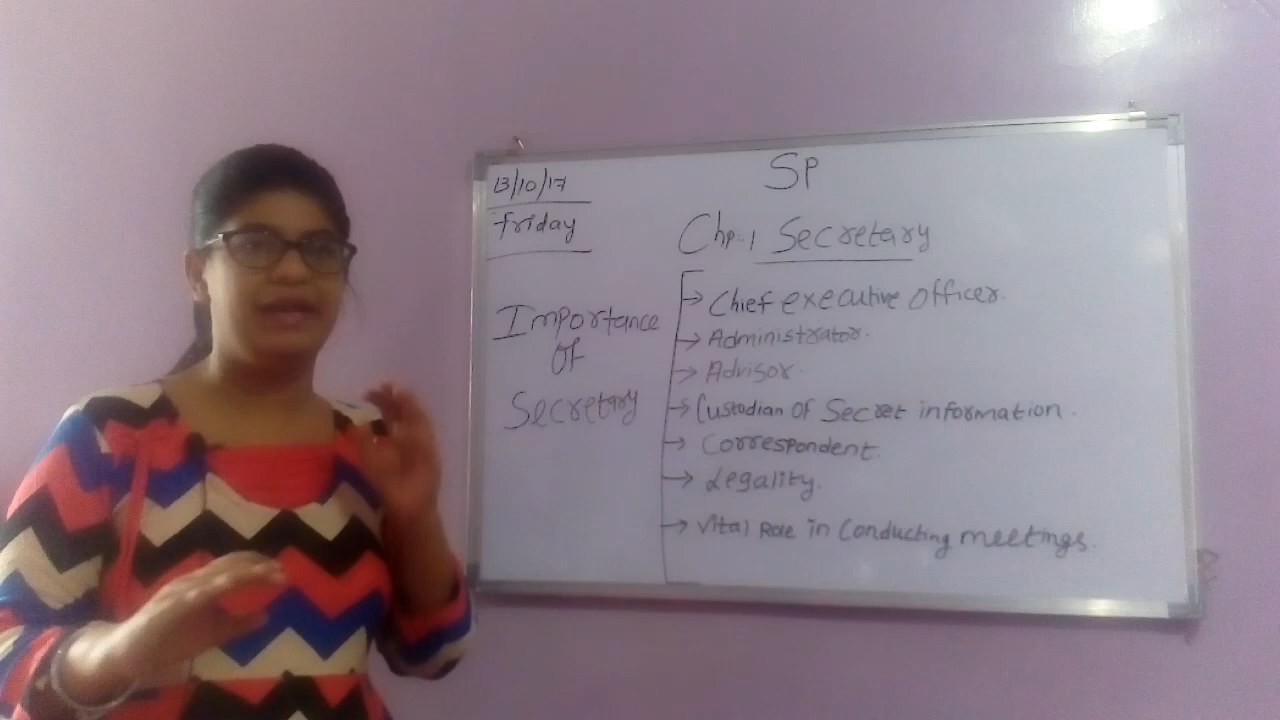 13/10/17
friday
SP
Chp-1 Secretary
Importance
Of
Secretary
Chief executive officer.
Administrator.
Advisor.
Custodian of Secret information.
Correspondent.
Legality.
Vital Role in Conducting meetings.